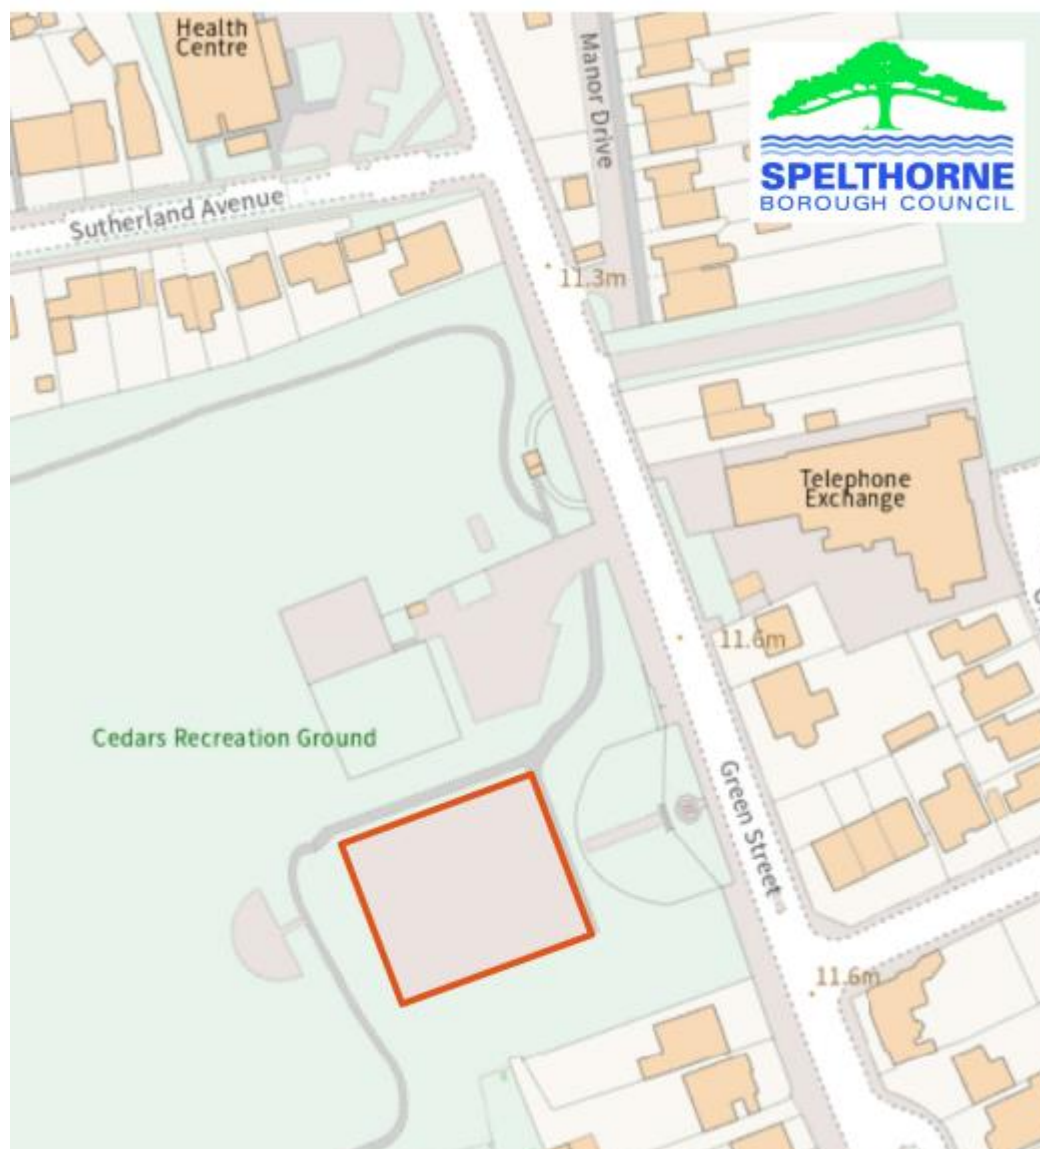 Health
Centre
Manor Drive
SPELTHORNE
BOROUGH COUNCIL
Sutherland Avenue
11.3m
Telephone
Exchange
11.6m
Cedars Recreation Ground
Green Street
11.6m